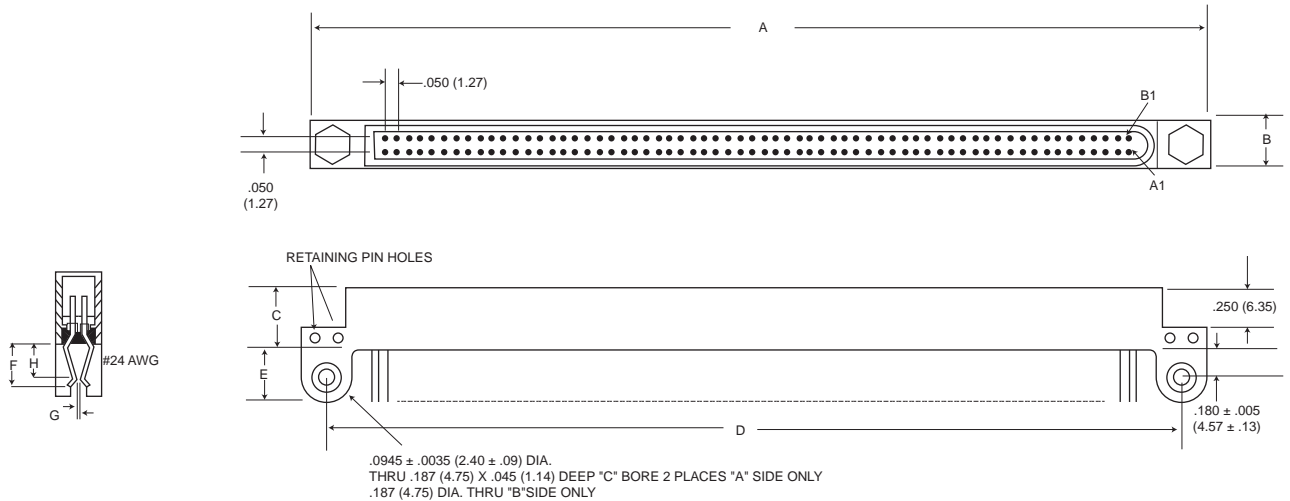 A
.050 (1.27)
B1
B
.050
(1.27)
A1
RETAINING PIN HOLES
C
.250 (6.35)
F
H
#24 AWG
E
G
.180 ± .005
(4.57 ± .13)
D
.0945 ± .0035 (2.40 ± .09) DIA.
THRU .187 (4.75) X .045 (1.14) DEEP "C" BORE 2 PLACES "A" SIDE ONLY
.187 (4.75) DIA. THRU "B"SIDE ONLY